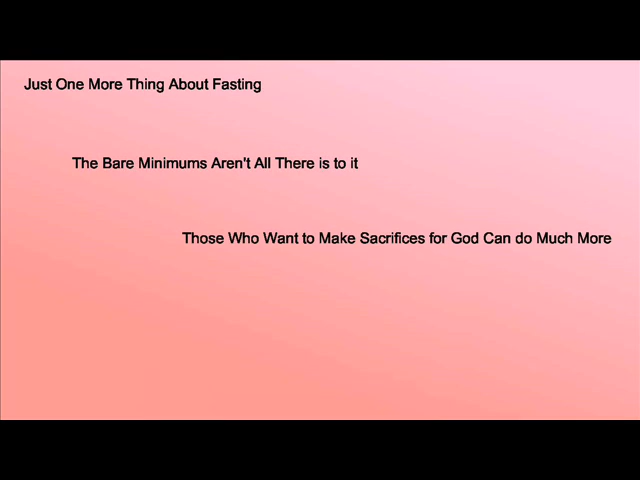 Just One More Thing About Fasting
The Bare Minimums Aren't All There is to it
Those Who Want to Make Sacrifices for God Can do Much More